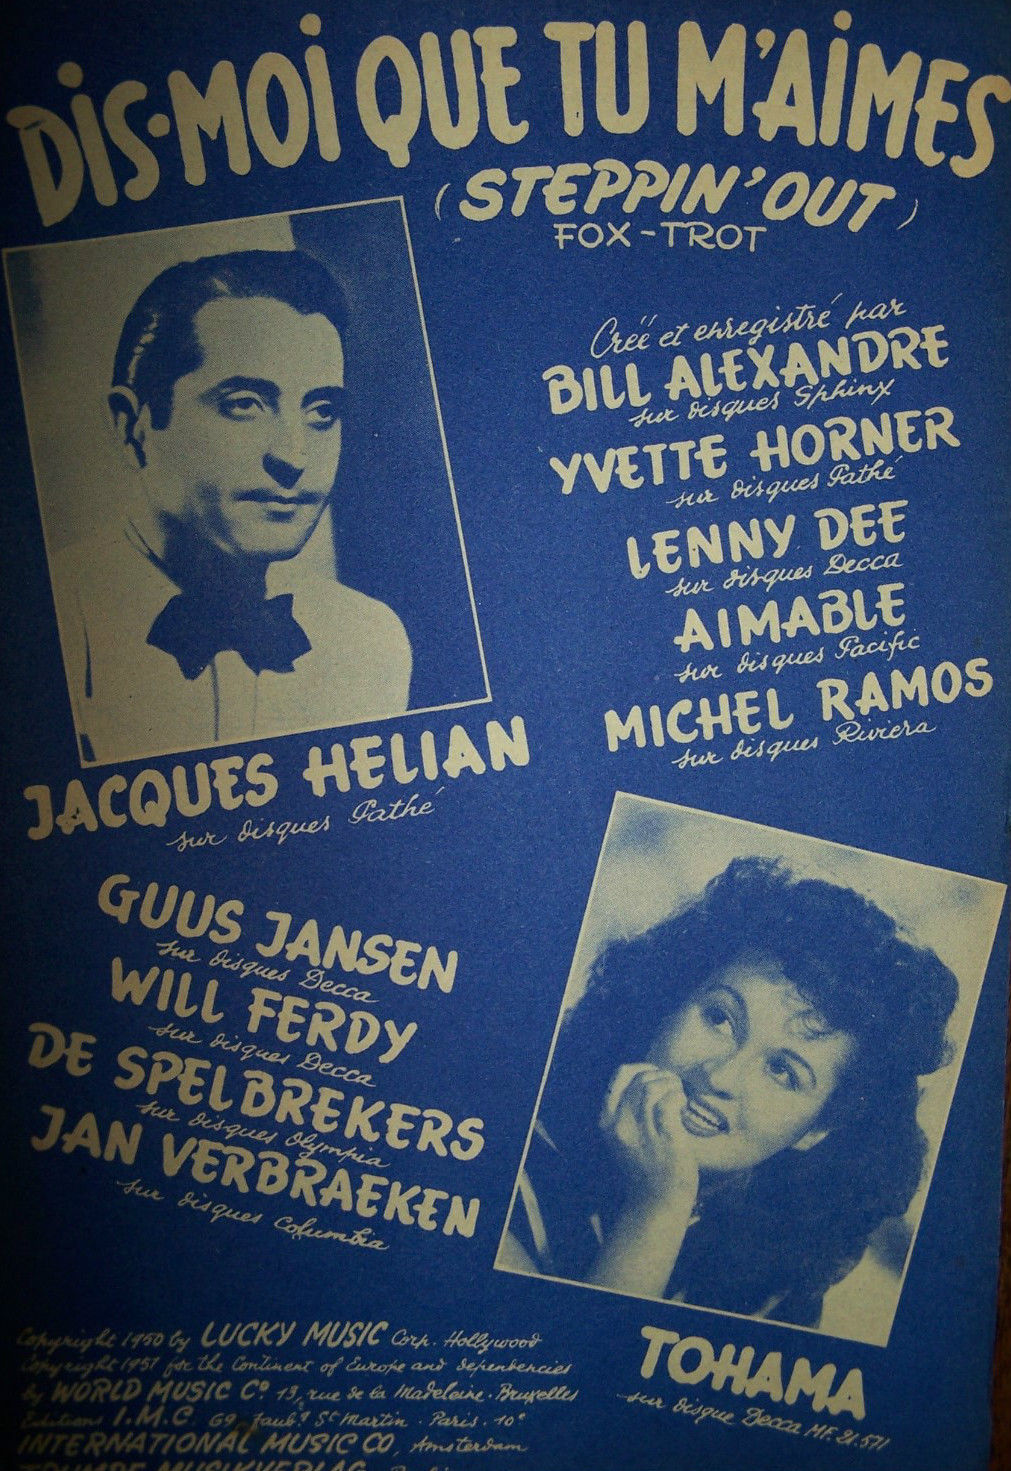 DIS-MOI QUE TU M'AIMES
(STEPPIN' OUT)
FOX-TROT
Créé et enregistré par
BILL ALEXANDRE
sur disques Sphinx
YVETTE HORNER
sur disques Pathé
LENNY DEE
sur disques Decca
AIMABLE
sur disques Pacific
MICHEL RAMOS
sur disques Riviera
JACQUES HELIAN
sur disques Pathé
GUUS JANSEN
sur disques Decca
WILL FERDY
sur disques Decca
DE SPELBREKERS
sur disques Olympia
JAN VERBRAEKEN
sur disques Columbia
TOHAMA
sur disque Decca MF. 21.571
Copyright 1950 by LUCKY MUSIC Corp. Hollywood
Copyright 1951 for the Continent of Europe and dependencies
by WORLD MUSIC Cº 13, rue de la Madeleine - Bruxelles
Editions I.M.C. 69, Faubg St Martin - Paris - 10e
INTERNATIONAL MUSIC CO, Amsterdam
MUSIKVERLAG